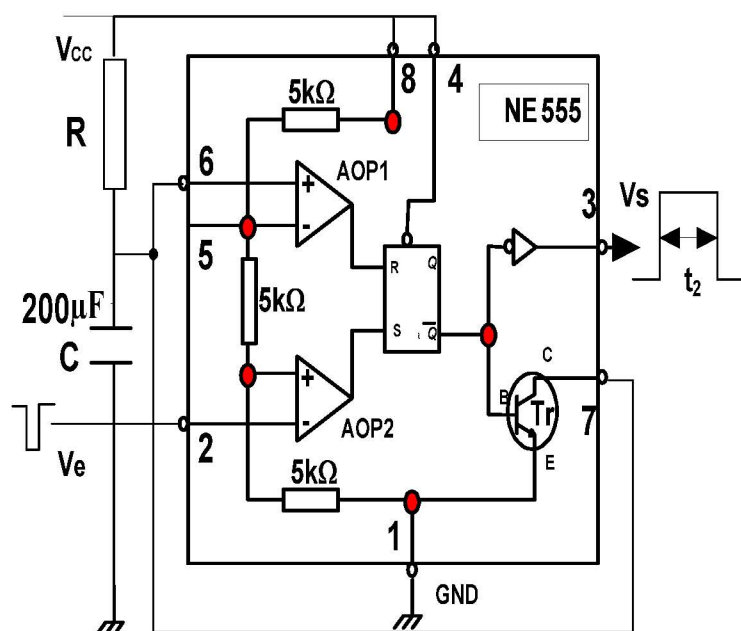 Vcc
8
4
5kΩ
NE 555
R
6
AOP1
3
Vs
5
R
Q
t2
200µF
5kΩ
C
S
Q
C
B
Tr
7
Ve
2
AOP2
E
5kΩ
1
GND